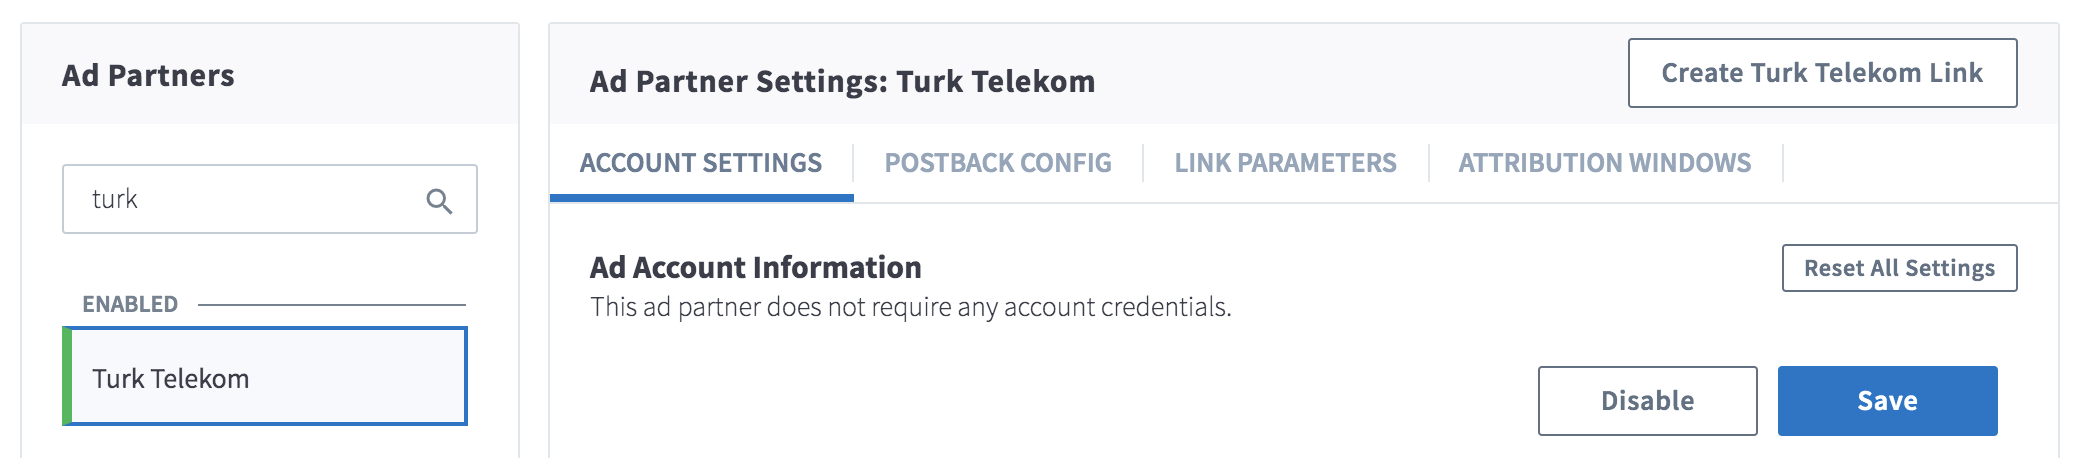 Ad Partners
turk
ENABLED
Turk Telekom
Ad Partner Settings: Turk Telekom
Create Turk Telekom Link
ACCOUNT SETTINGS
POSTBACK CONFIG
LINK PARAMETERS
ATTRIBUTION WINDOWS
Ad Account Information
Reset All Settings
This ad partner does not require any account credentials.
Disable
Save